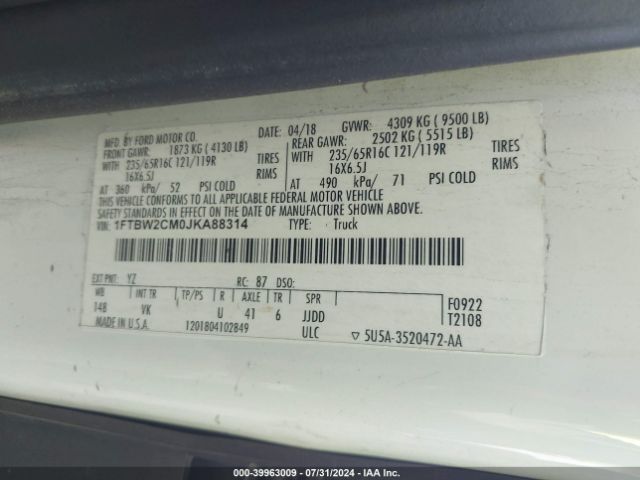 MFD. BY FORD MOTOR CO.
DATE: 04/18 GVWR: 4309 KG ( 9500 LB)
FRONT GAWR: 1873 KG ( 4130 LB)
REAR GAWR: 2502 KG ( 5515 LB)
WITH 235/65R16C 121/119R TIRES
WITH 235/65R16C 121/119R TIRES
16X6.5J RIMS
16X6.5J RIMS
AT 360 kPa/ 52 PSI COLD
AT 490 kPa/ 71 PSI COLD
THIS VEHICLE CONFORMS TO ALL APPLICABLE FEDERAL MOTOR VEHICLE
SAFETY STANDARD IN EFFECT ON THE DATE OF MANUFACTURE SHOWN ABOVE
VIN: 1FTBW2CM0JKA88314 TYPE: Truck
EXT PNT: YZ RC: 87 DSO:
WB INT TR TP/PS R AXLE TR SPR
148 VK U 41 6 JJDD
F0922
T2108
MADE IN U.S.A. 1201804102849 ULC ▽ 5U5A-3520472-AA
000-39963009 | 07/31/2024 | IAAI.com